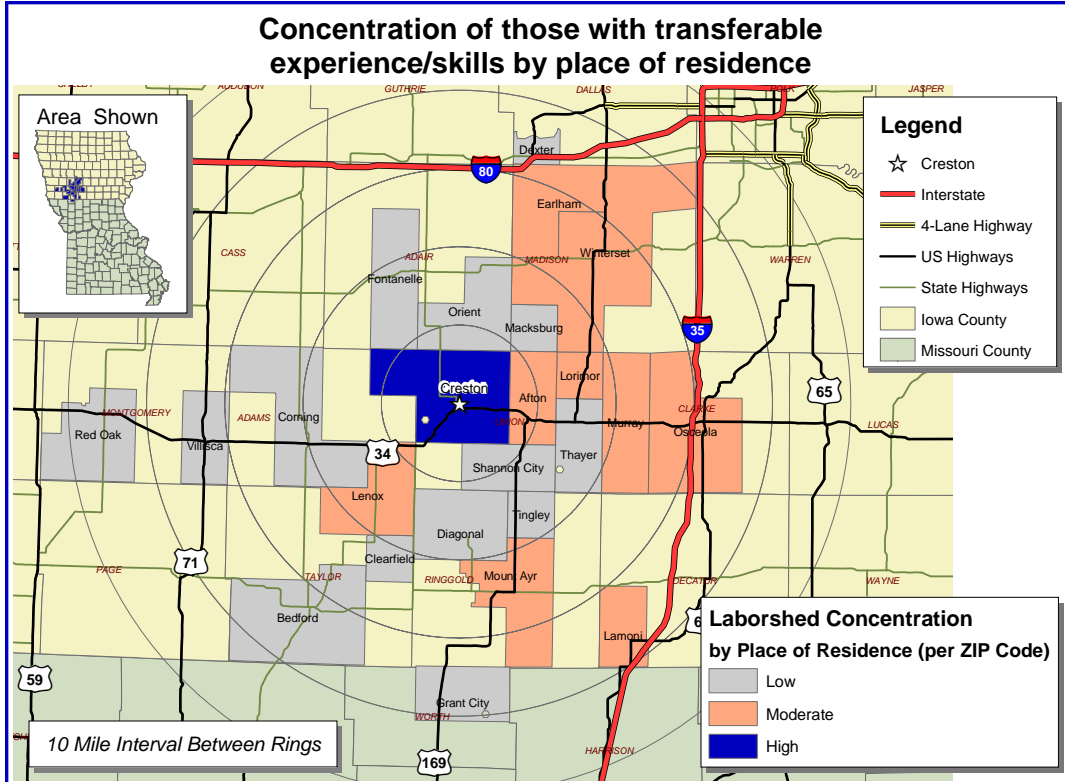 Concentration of those with transferable
experience/skills by place of residence
GUTHRIE
DALLAS
POLK
JASPER
Area Shown
Legend
Creston
Interstate
4-Lane Highway
US Highways
State Highways
Iowa County
Missouri County
Dexter
80
Earlham
CASS
ADAIR
MADISON
Winterset
WARREN
Fontanelle
Orient
Macksburg
35
Creston
Afton
Lorimor
65
MONTGOMERY
ADAMS
Corning
UNION
Murray
CLARKE
LUCAS
Red Oak
Villisca
Osceola
34
Shannon City
Thayer
Lenox
Tingley
Diagonal
71
Clearfield
PAGE
TAYLOR
RINGGOLD
Mount Ayr
DECATUR
WAYNE
Bedford
Lamoni
59
Grant City
WORTH
HARRISON
169
10 Mile Interval Between Rings
Laborshed Concentration
by Place of Residence (per ZIP Code)
Low
Moderate
High